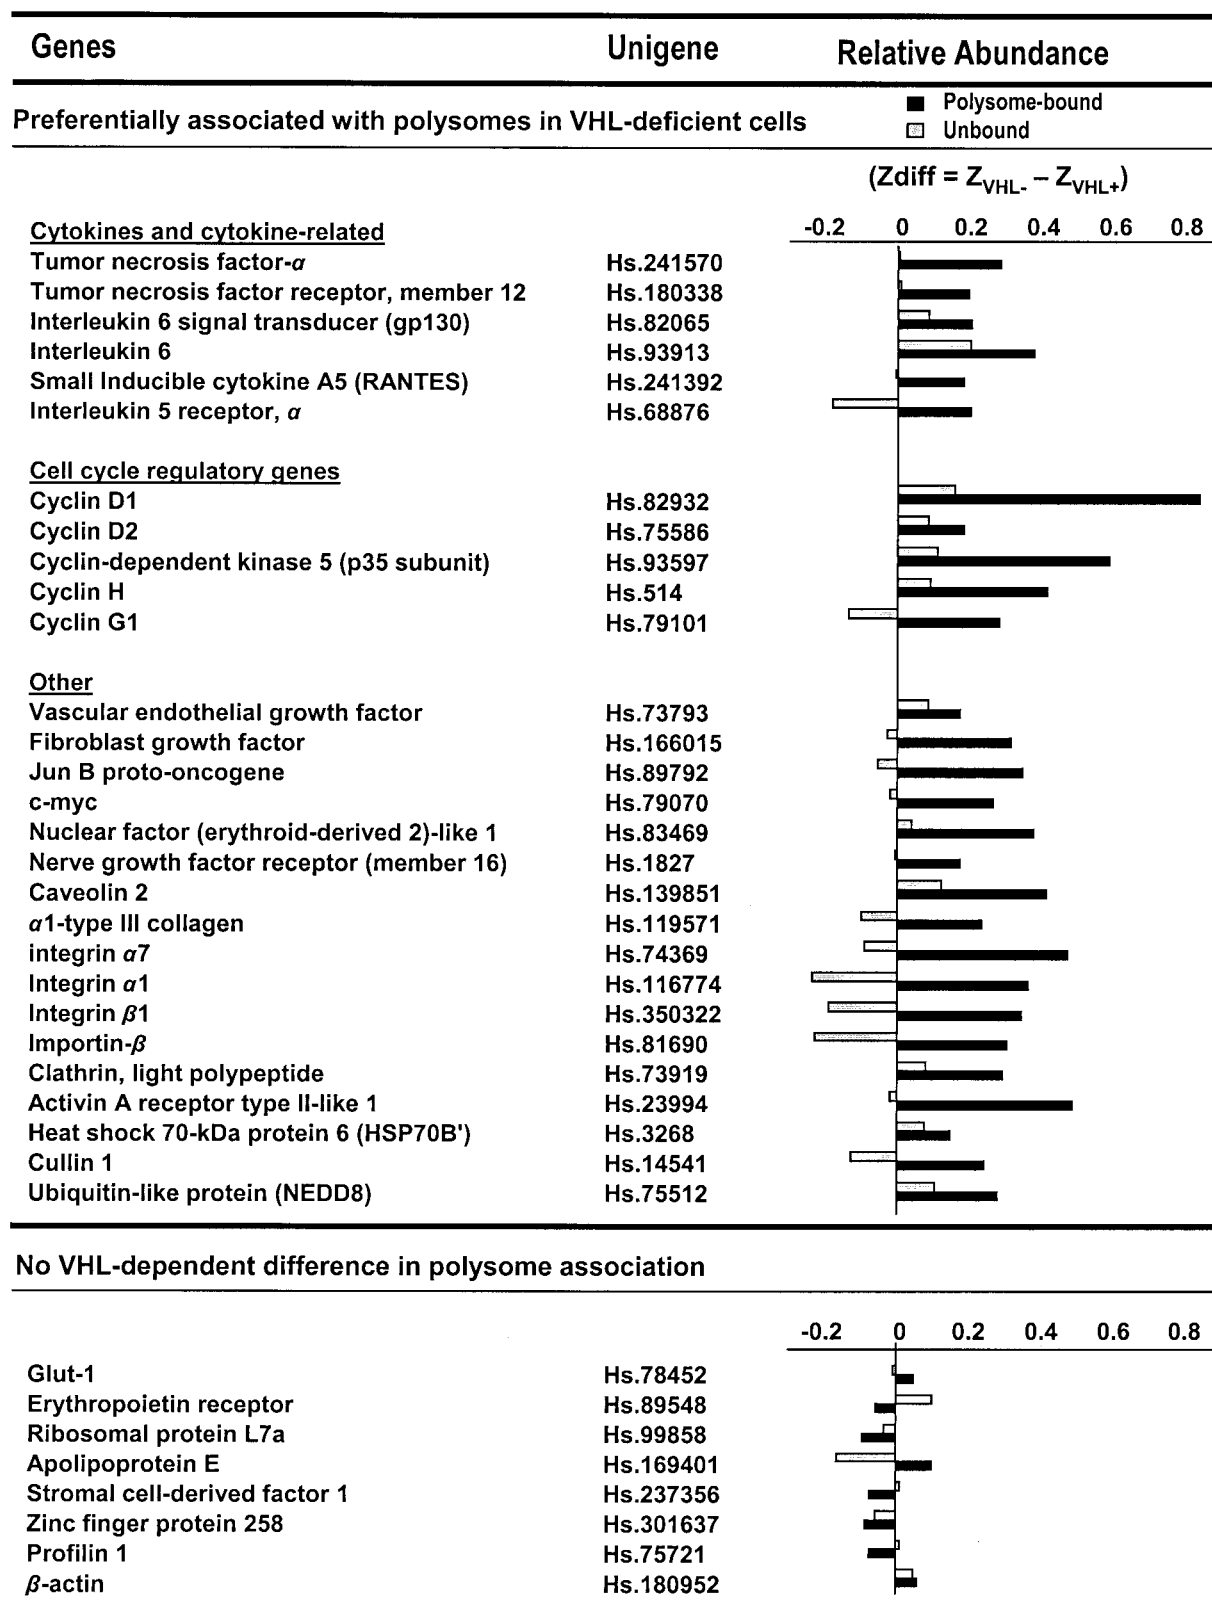 Genes Unigene Relative Abundance
Preferentially associated with polysomes in VHL-deficient cells
Polysome-bound
Unbound
(Zdiff = ZVHL- – ZVHL+)
Cytokines and cytokine-related -0.2 0 0.2 0.4 0.6 0.8
Tumor necrosis factor-α Hs.241570
Tumor necrosis factor receptor, member 12 Hs.180338
Interleukin 6 signal transducer (gp130) Hs.82065
Interleukin 6 Hs.93913
Small Inducible cytokine A5 (RANTES) Hs.241392
Interleukin 5 receptor, α Hs.68876
Cell cycle regulatory genes
Cyclin D1 Hs.82932
Cyclin D2 Hs.75586
Cyclin-dependent kinase 5 (p35 subunit) Hs.93597
Cyclin H Hs.514
Cyclin G1 Hs.79101
Other
Vascular endothelial growth factor Hs.73793
Fibroblast growth factor Hs.166015
Jun B proto-oncogene Hs.89792
c-myc Hs.79070
Nuclear factor (erythroid-derived 2)-like 1 Hs.83469
Nerve growth factor receptor (member 16) Hs.1827
Caveolin 2 Hs.139851
α1-type III collagen Hs.119571
integrin α7 Hs.74369
Integrin α1 Hs.116774
Integrin β1 Hs.350322
Importin-β Hs.81690
Clathrin, light polypeptide Hs.73919
Activin A receptor type II-like 1 Hs.23994
Heat shock 70-kDa protein 6 (HSP70B') Hs.3268
Cullin 1 Hs.14541
Ubiquitin-like protein (NEDD8) Hs.75512
No VHL-dependent difference in polysome association
-0.2 0 0.2 0.4 0.6 0.8
Glut-1 Hs.78452
Erythropoietin receptor Hs.89548
Ribosomal protein L7a Hs.99858
Apolipoprotein E Hs.169401
Stromal cell-derived factor 1 Hs.237356
Zinc finger protein 258 Hs.301637
Profilin 1 Hs.75721
β-actin Hs.180952